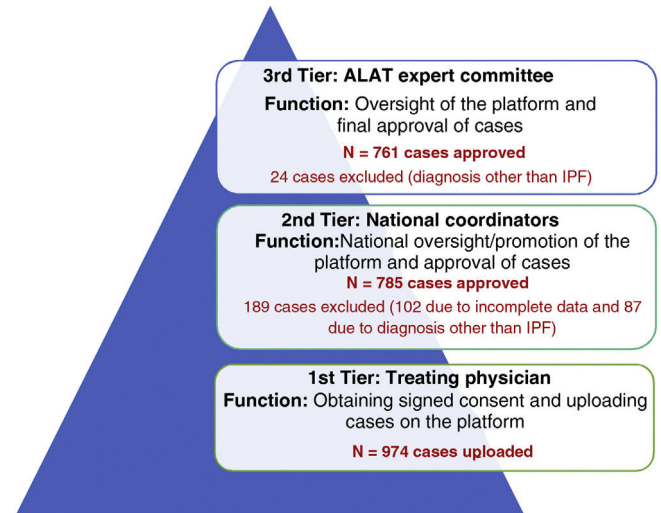 3rd Tier: ALAT expert committee
Function: Oversight of the platform and
final approval of cases
N = 761 cases approved
24 cases excluded (diagnosis other than IPF)
2nd Tier: National coordinators
Function:National oversight/promotion of the
platform and approval of cases
N = 785 cases approved
189 cases excluded (102 due to incomplete data and 87
due to diagnosis other than IPF)
1st Tier: Treating physician
Function: Obtaining signed consent and uploading
cases on the platform
N = 974 cases uploaded